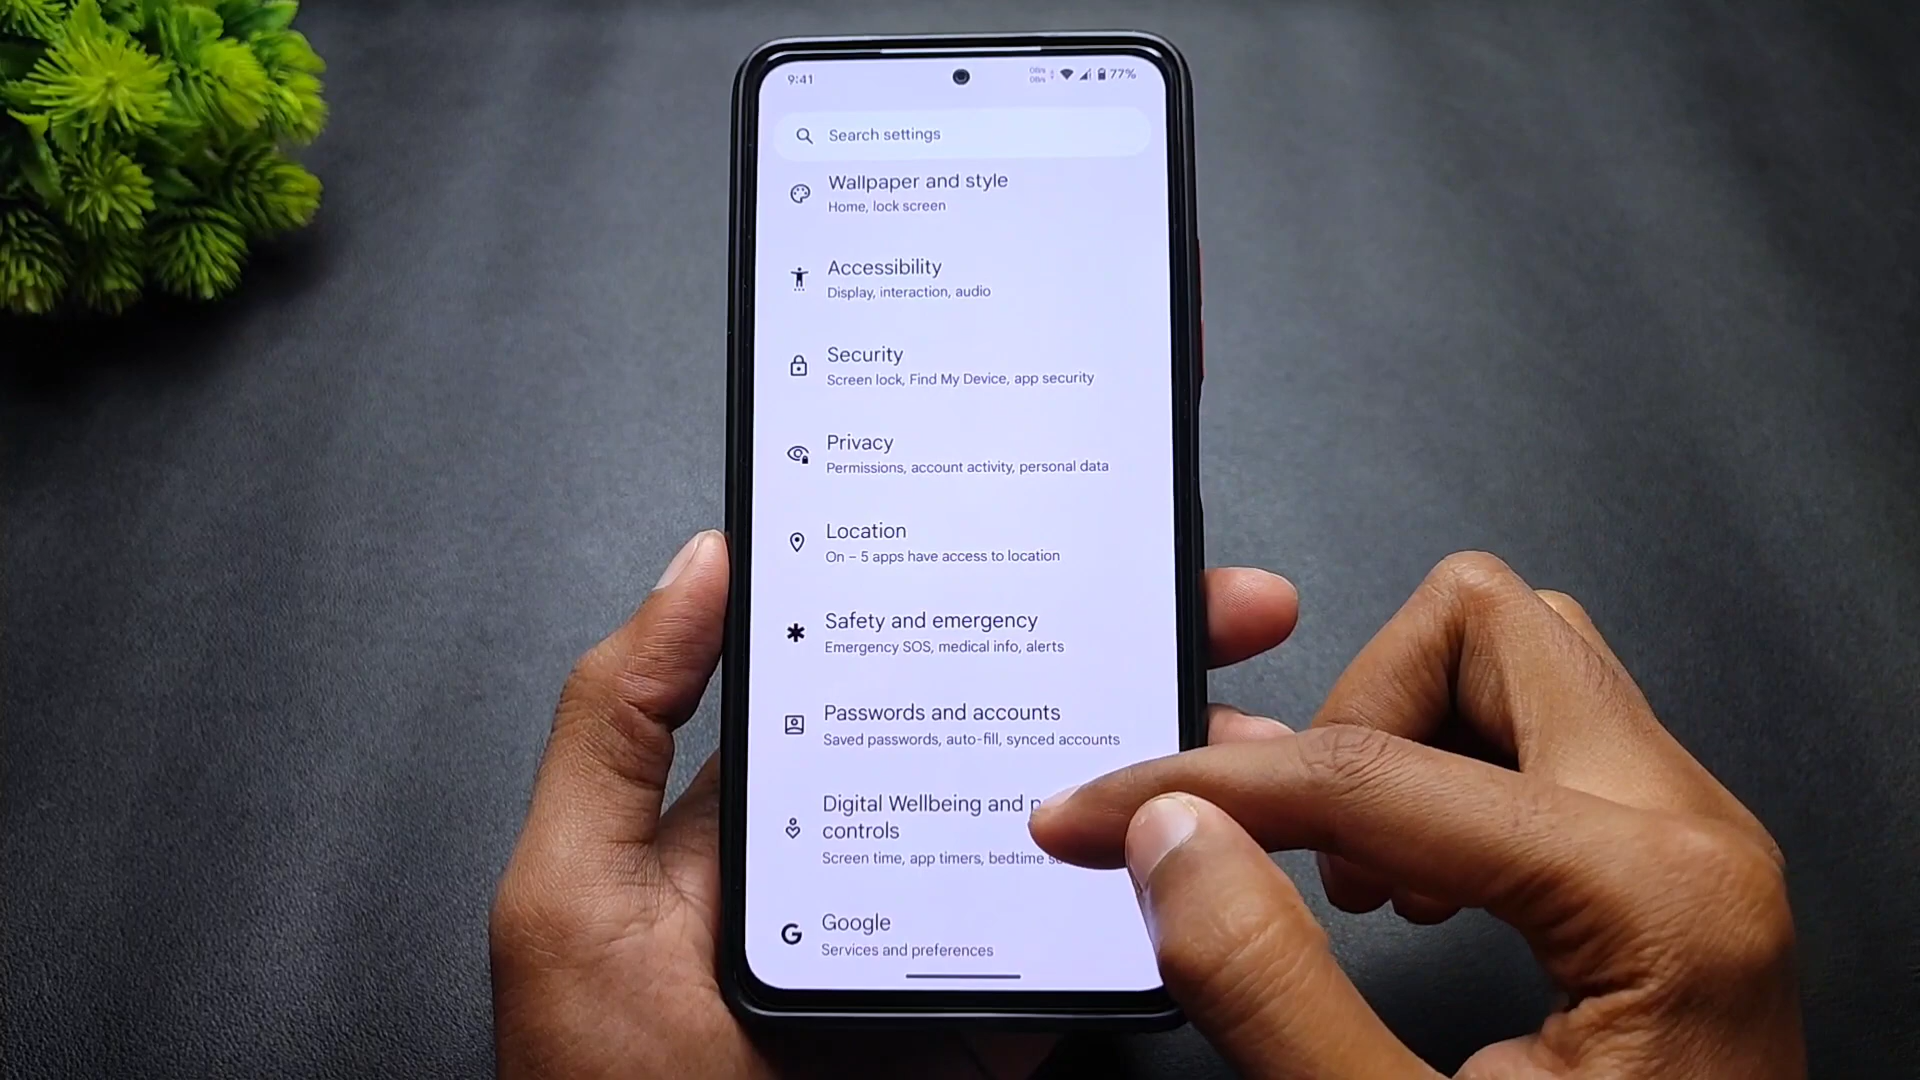 9:41
77%
Search settings
Wallpaper and style
Home, lock screen
Accessibility
Display, interaction, audio
Security
Screen lock, Find My Device, app security
Privacy
Permissions, account activity, personal data
Location
On – 5 apps have access to location
Safety and emergency
Emergency SOS, medical info, alerts
Passwords and accounts
Saved passwords, auto-fill, synced accounts
Digital Wellbeing and
controls
Screen time, app timers, bedtime
Google
Services and preferences